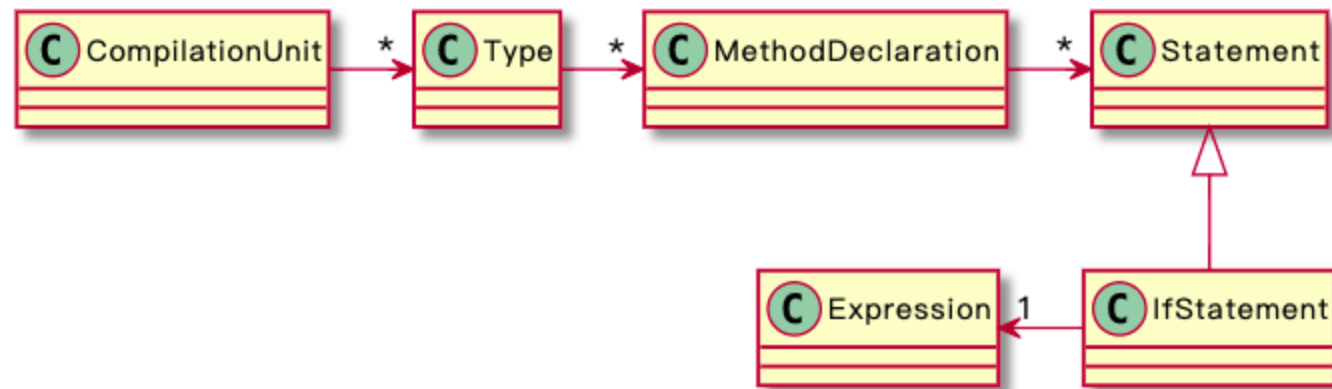 C CompilationUnit * C Type * C MethodDeclaration * C Statement
C Expression 1 C IfStatement